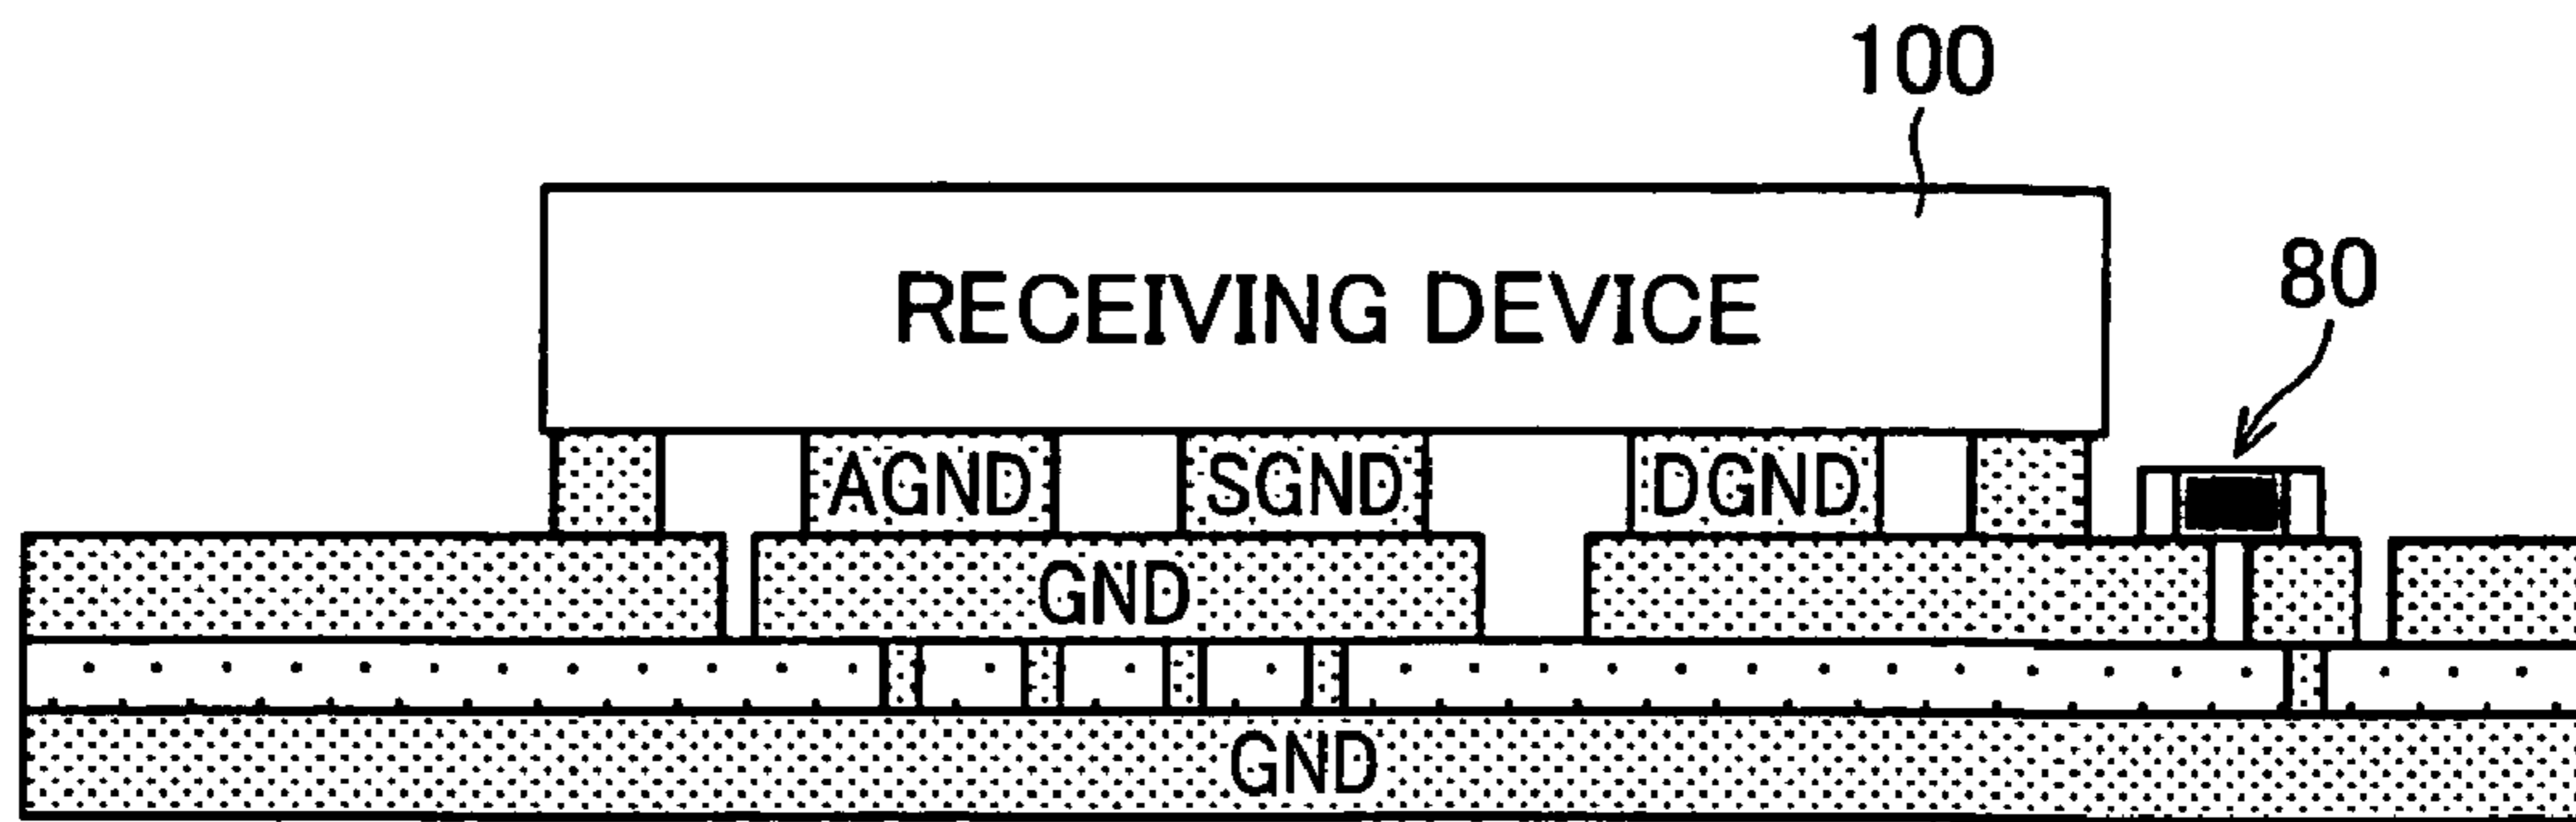 100
RECEIVING DEVICE
80
AGND SGND DGND
GND
GND